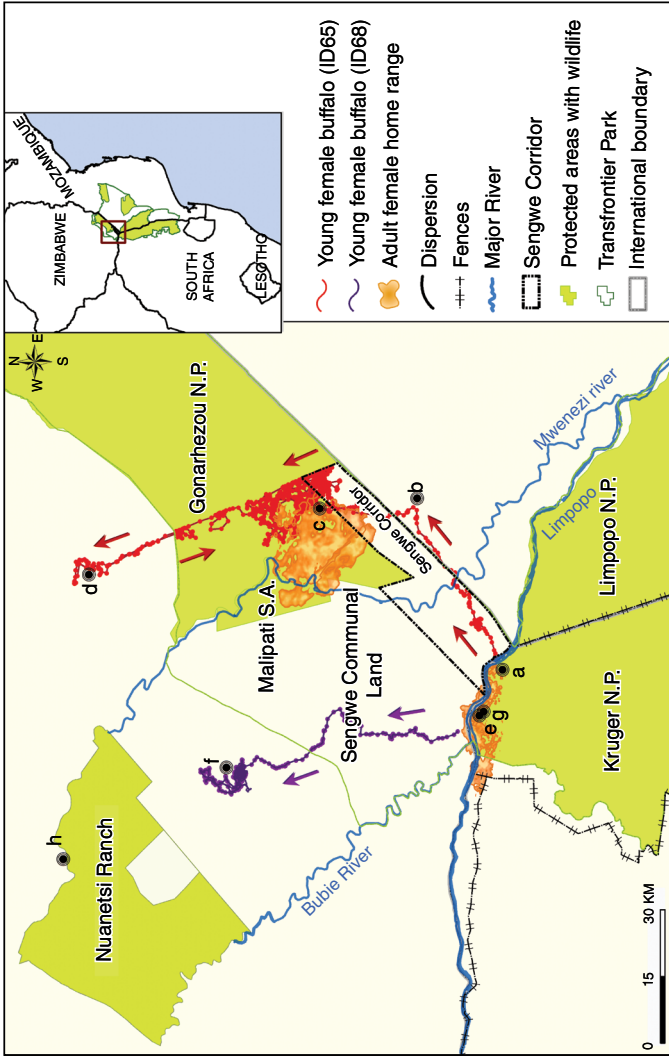 ZIMBABWE
MOZAMBIQUE
SOUTH
AFRICA
LESOTHO
N
E
S
W
Gonarhezou N.P.
Nuanetsi Ranch
h
d
f
Malipati S.A.
c
Sengwe Communal
Land
Sengwe Corridor
b
Bubie River
Mwenezi river
e g
a
Limpopo
Limpopo N.P.
Kruger N.P.
0
15
30 KM
Young female buffalo (ID65)
Young female buffalo (ID68)
Adult female home range
Dispersion
Fences
Major River
Sengwe Corridor
Protected areas with wildlife
Transfrontier Park
International boundary